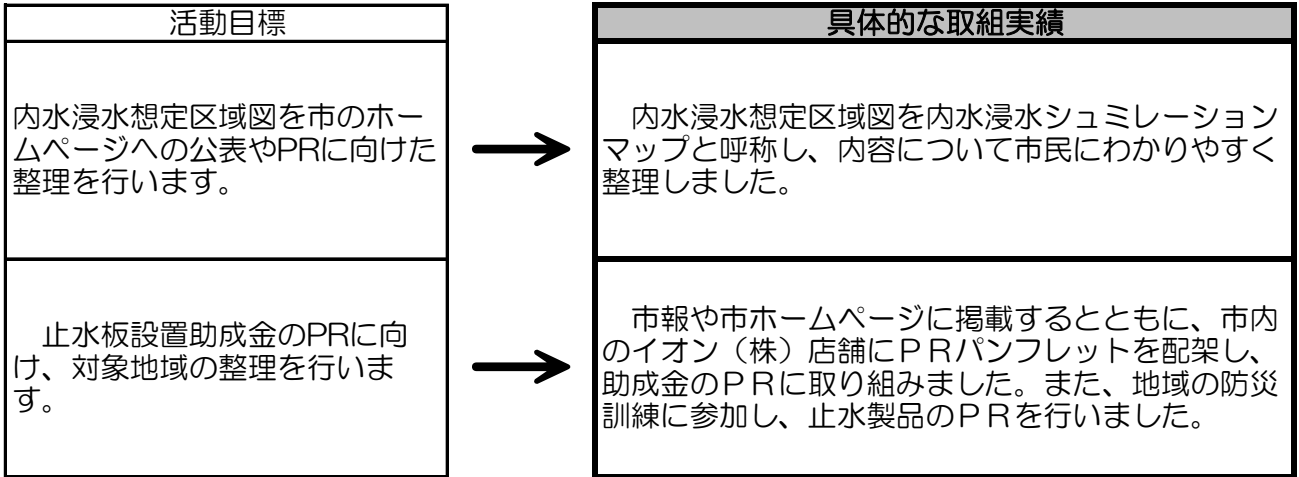 活動目標
内水浸水想定区域図を市のホー
ムページへの公表やPRに向けた
整理を行います。
　止水板設置助成金のPRに向
け、対象地域の整理を行いま
す。
具体的な取組実績
　内水浸水想定区域図を内水浸水シュミレーション
マップと呼称し、内容について市民にわかりやすく
整理しました。
　市報や市ホームページに掲載するとともに、市内
のイオン（株）店舗にＰＲパンフレットを配架し、
助成金のＰＲに取り組みました。また、地域の防災
訓練に参加し、止水製品のＰＲを行いました。